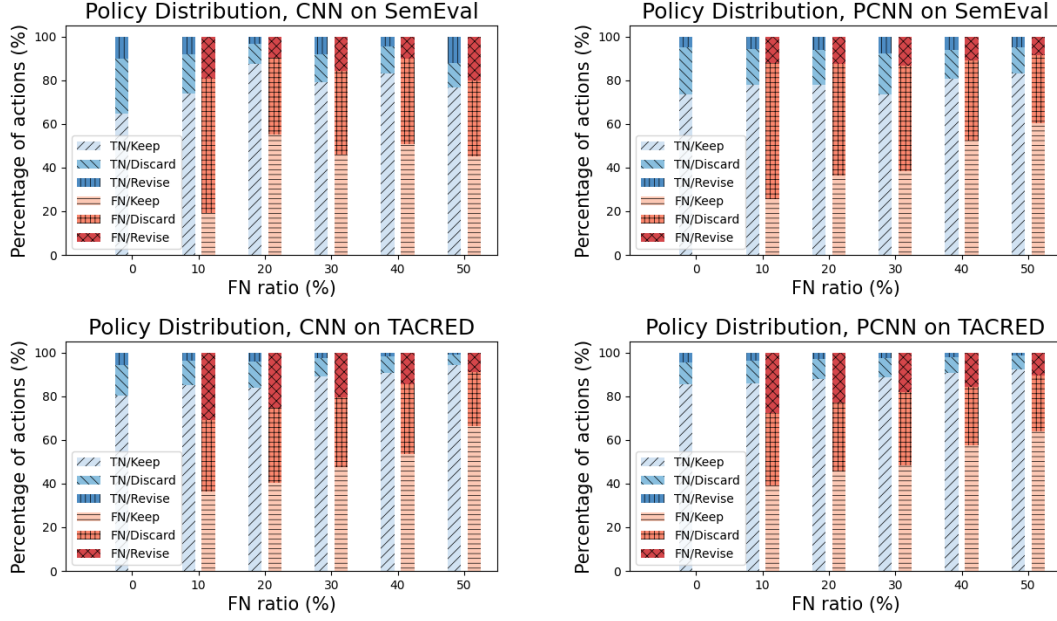 Policy Distribution, CNN on SemEval
Percentage of actions (%)
100
80
60
40
20
0
TN/Keep
TN/Discard
TN/Revise
FN/Keep
FN/Discard
FN/Revise
0 10 20 30 40 50
FN ratio (%)
Policy Distribution, PCNN on SemEval
Percentage of actions (%)
100
80
60
40
20
0
TN/Keep
TN/Discard
TN/Revise
FN/Keep
FN/Discard
FN/Revise
0 10 20 30 40 50
FN ratio (%)
Policy Distribution, CNN on TACRED
Percentage of actions (%)
100
80
60
40
20
0
TN/Keep
TN/Discard
TN/Revise
FN/Keep
FN/Discard
FN/Revise
0 10 20 30 40 50
FN ratio (%)
Policy Distribution, PCNN on TACRED
Percentage of actions (%)
100
80
60
40
20
0
TN/Keep
TN/Discard
TN/Revise
FN/Keep
FN/Discard
FN/Revise
0 10 20 30 40 50
FN ratio (%)